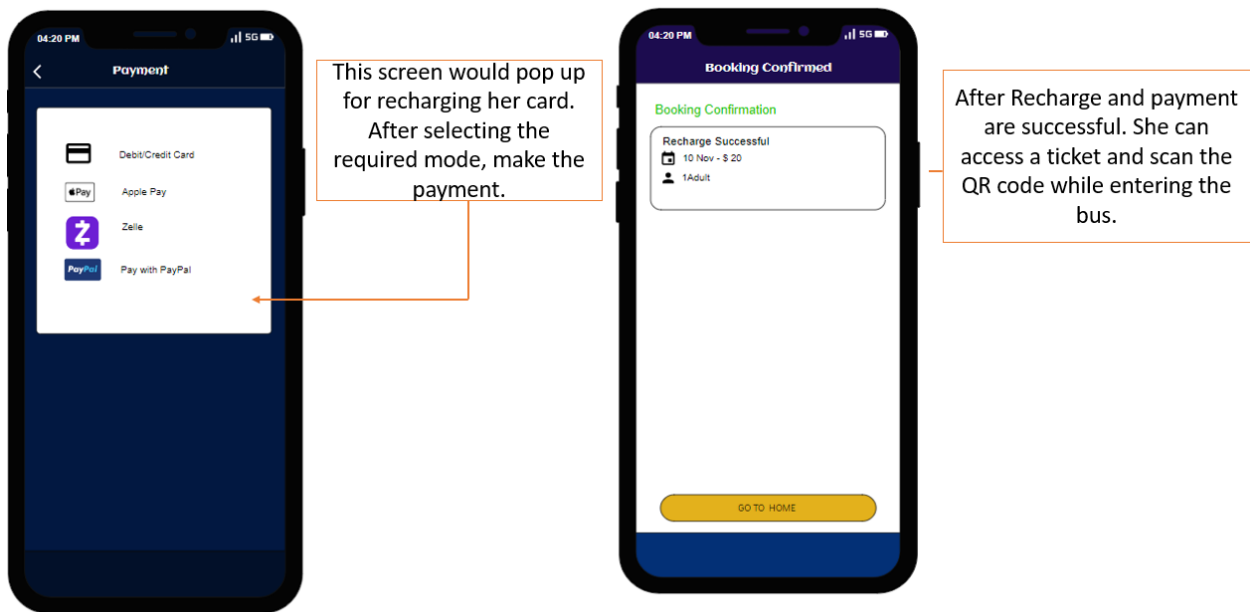 04:20 PM
5G
Payment
Debit/Credit Card
Pay
Apple Pay
Zelle
PayPal
Pay with PayPal
This screen would pop up
for recharging her card.
After selecting the
required mode, make the
payment.
04:20 PM
5G
Booking Confirmed
Booking Confirmation
Recharge Successful
10 Nov - $ 20
1Adult
GO TO HOME
After Recharge and payment
are successful. She can
access a ticket and scan the
QR code while entering the
bus.